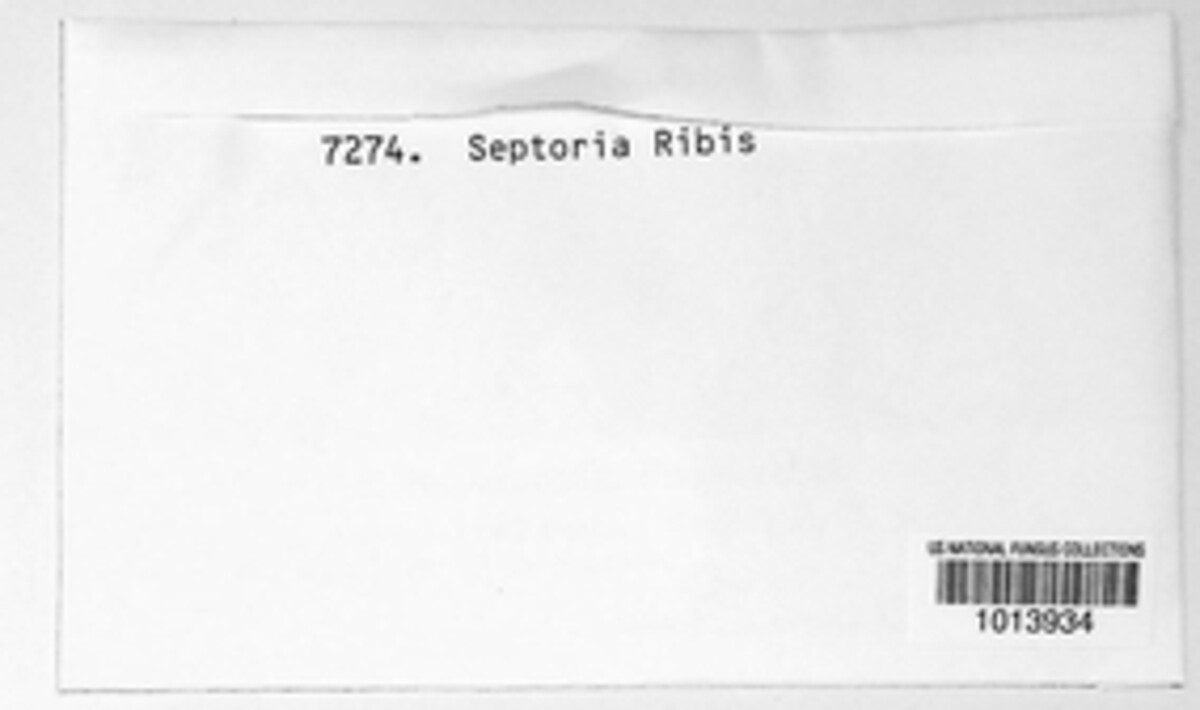 7274. Septoria Ribis
US NATIONAL FUNGUS COLLECTIONS
1013934